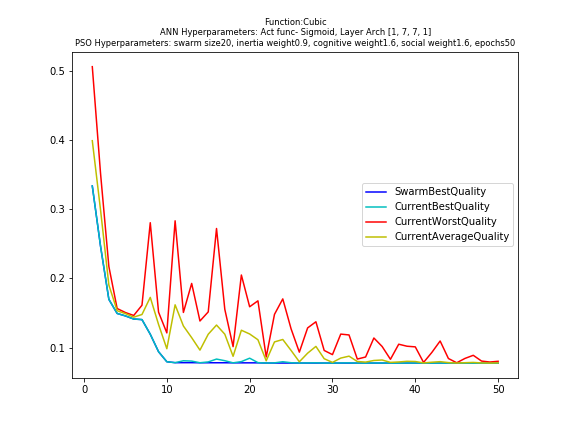 Function:Cubic
ANN Hyperparameters: Act func- Sigmoid, Layer Arch [1, 7, 7, 1]
PSO Hyperparameters: swarm size20, inertia weight0.9, cognitive weight1.6, social weight1.6, epochs50
0.5
0.4
0.3
0.2
0.1
SwarmBestQuality
CurrentBestQuality
CurrentWorstQuality
CurrentAverageQuality
0 10 20 30 40 50